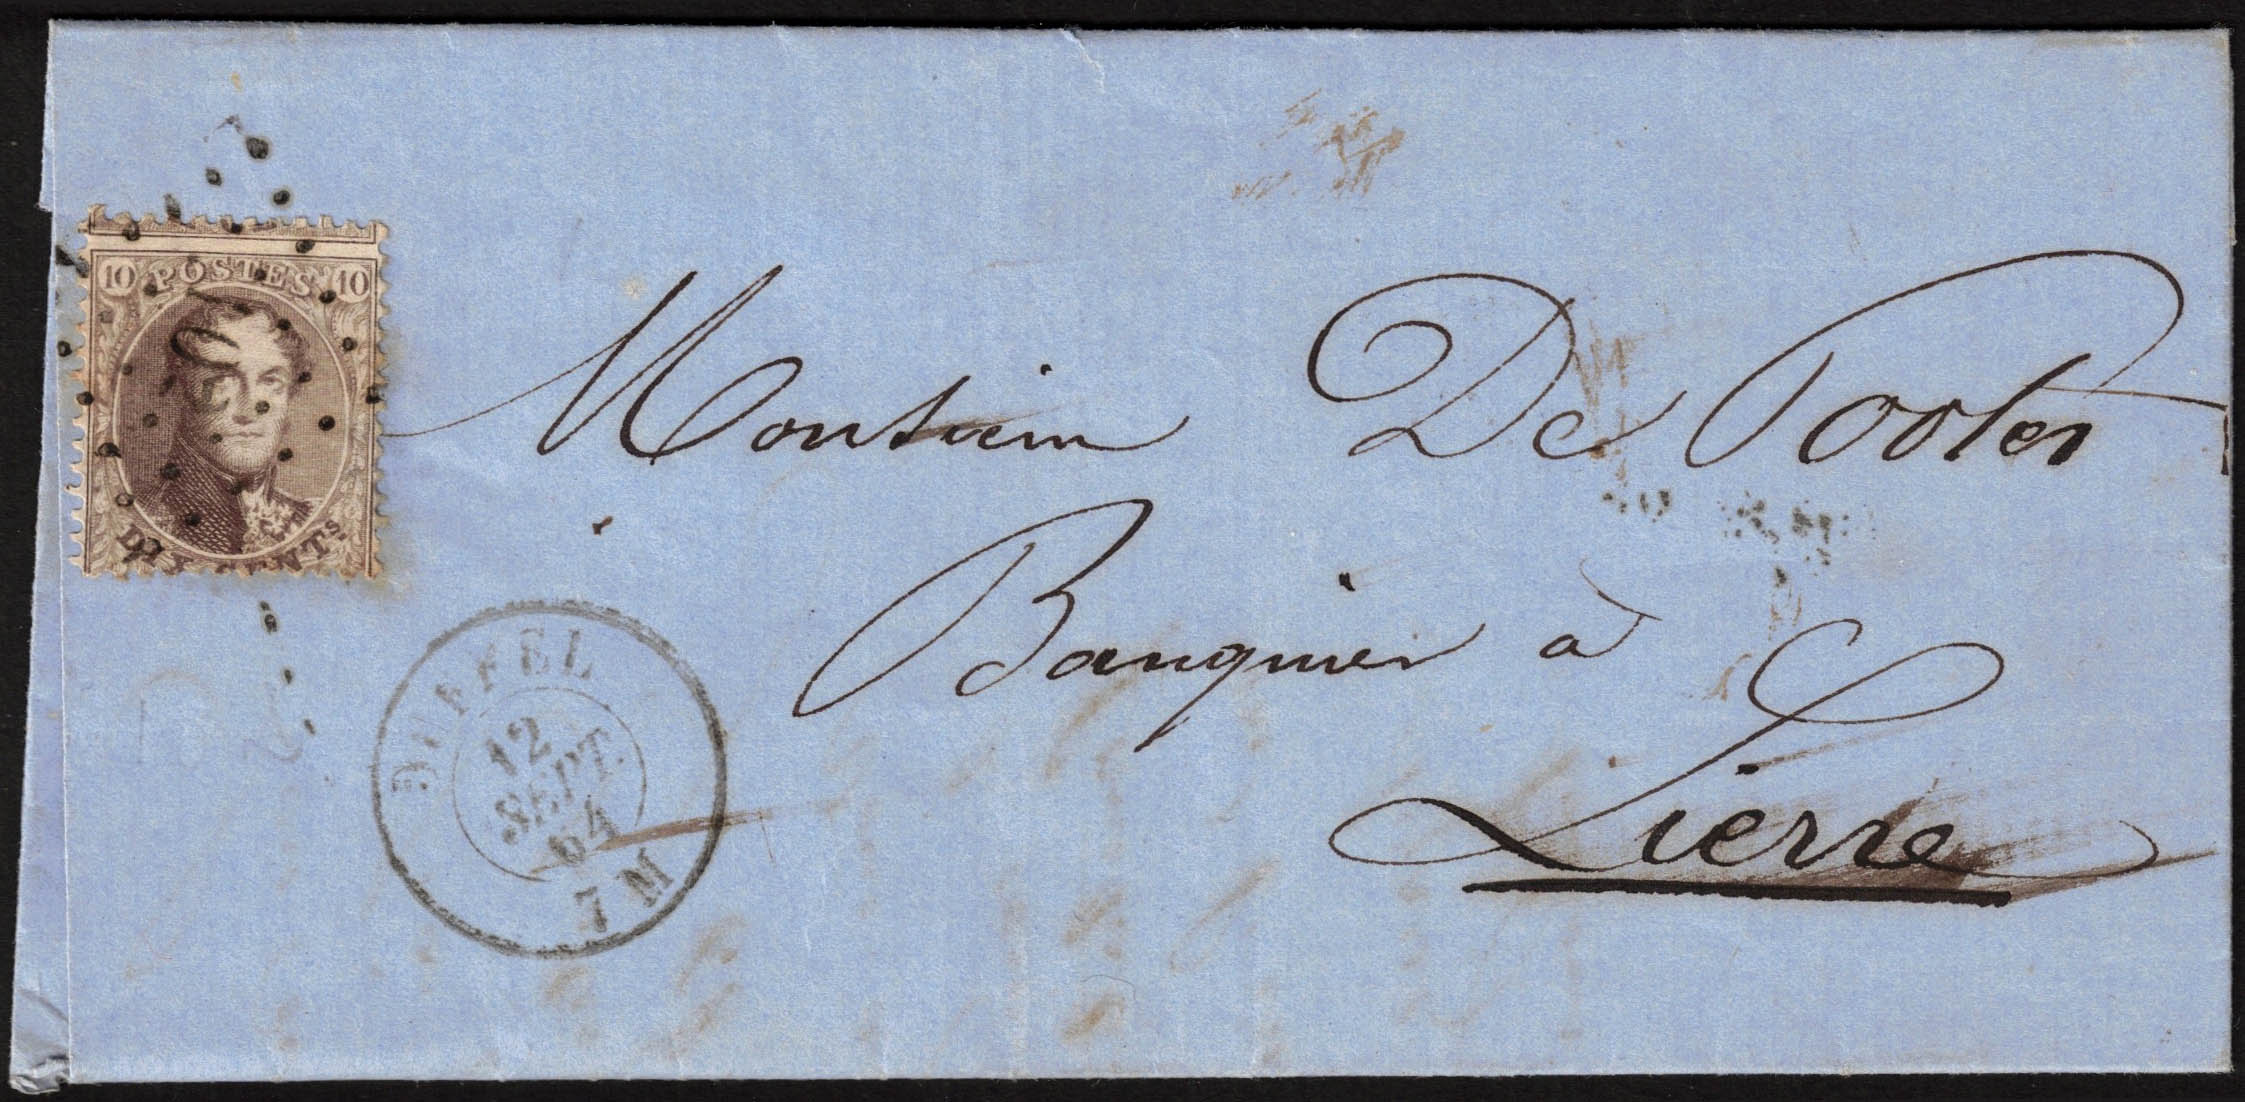 10 POSTES 10
DIX CENTS
Monsieur De Pooter
Banquier à
Lierre
DUFFEL
12
SEPT.
64
7 M